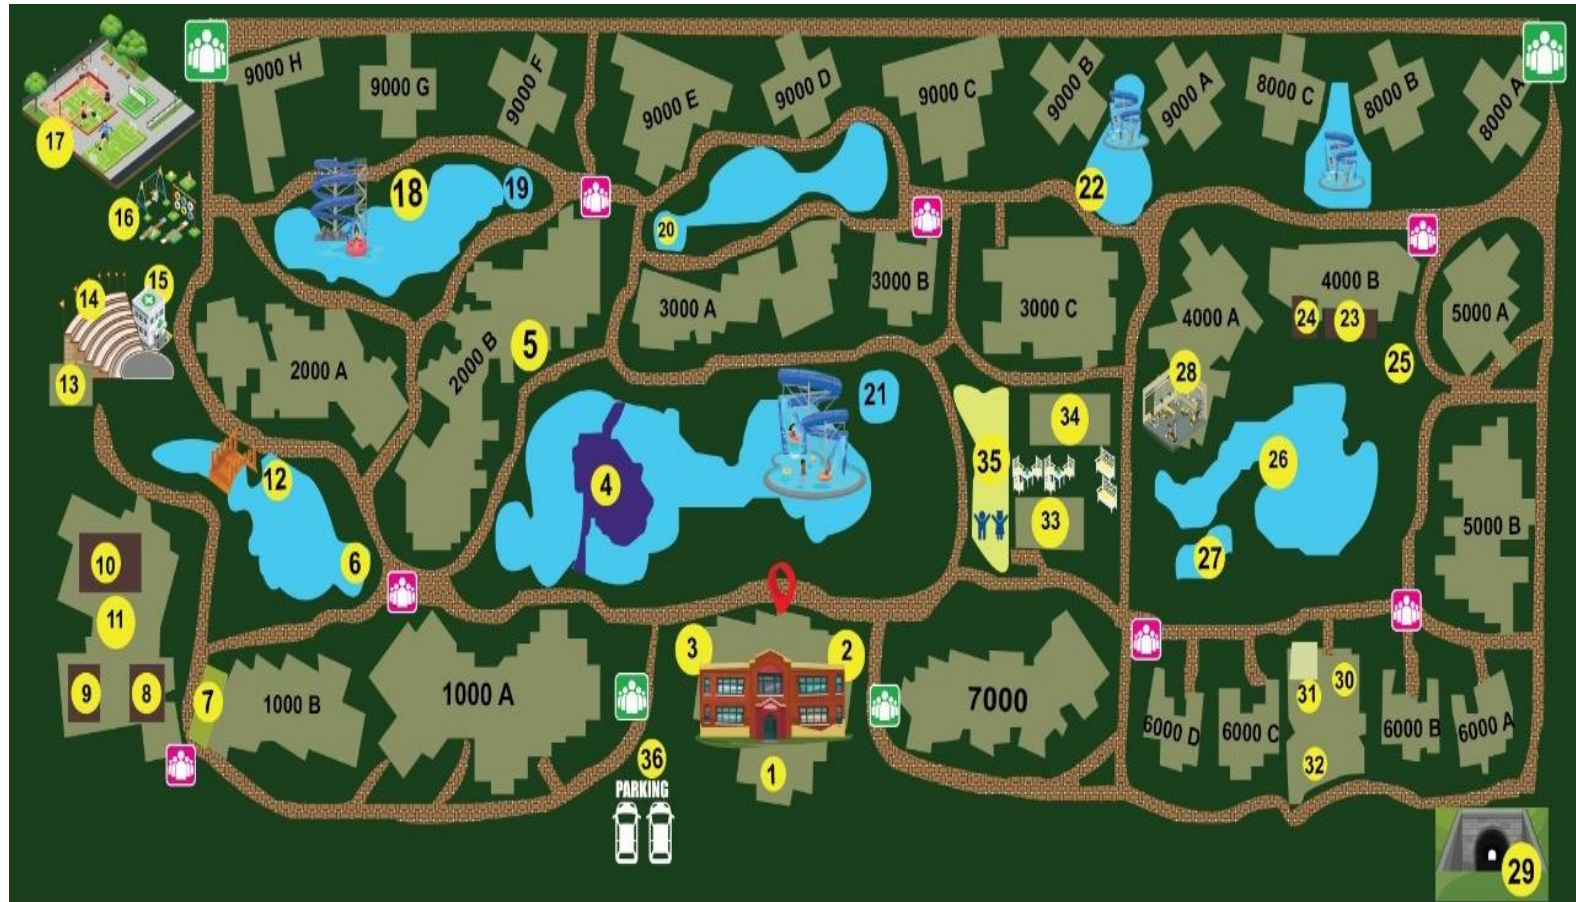 9000 H
9000 G
9000 F
9000 E
9000 D
9000 C
9000 B
9000 A
8000 C
8000 B
8000 A
17
16
18
19
20
22
15
14
13
2000 A
2000 B
5
3000 A
3000 B
3000 C
4000 A
4000 B
24
23
25
5000 A
28
21
34
35
33
4
12
6
26
27
5000 B
10
11
9
8
7
1000 B
1000 A
3
2
1
7000
36
PARKING
6000 D
6000 C
31
30
32
6000 B
6000 A
29